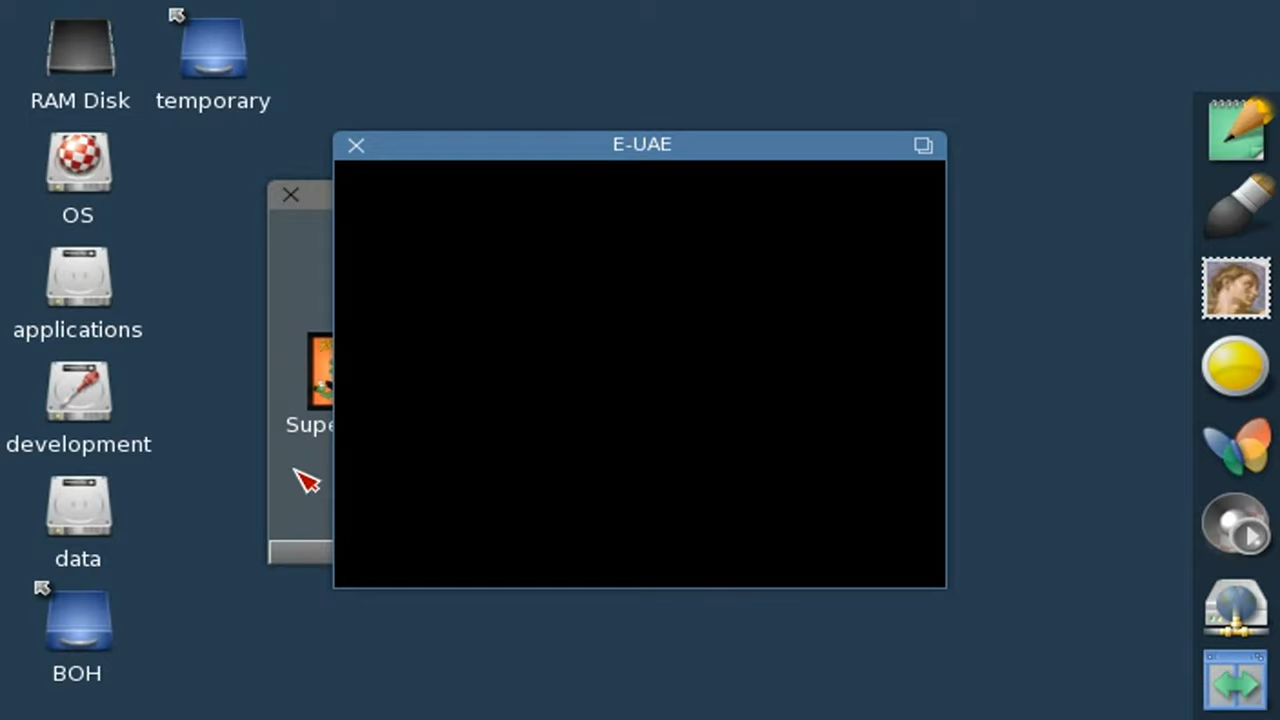 RAM Disk
temporary
OS
applications
development
data
BOH
E-UAE
Supe